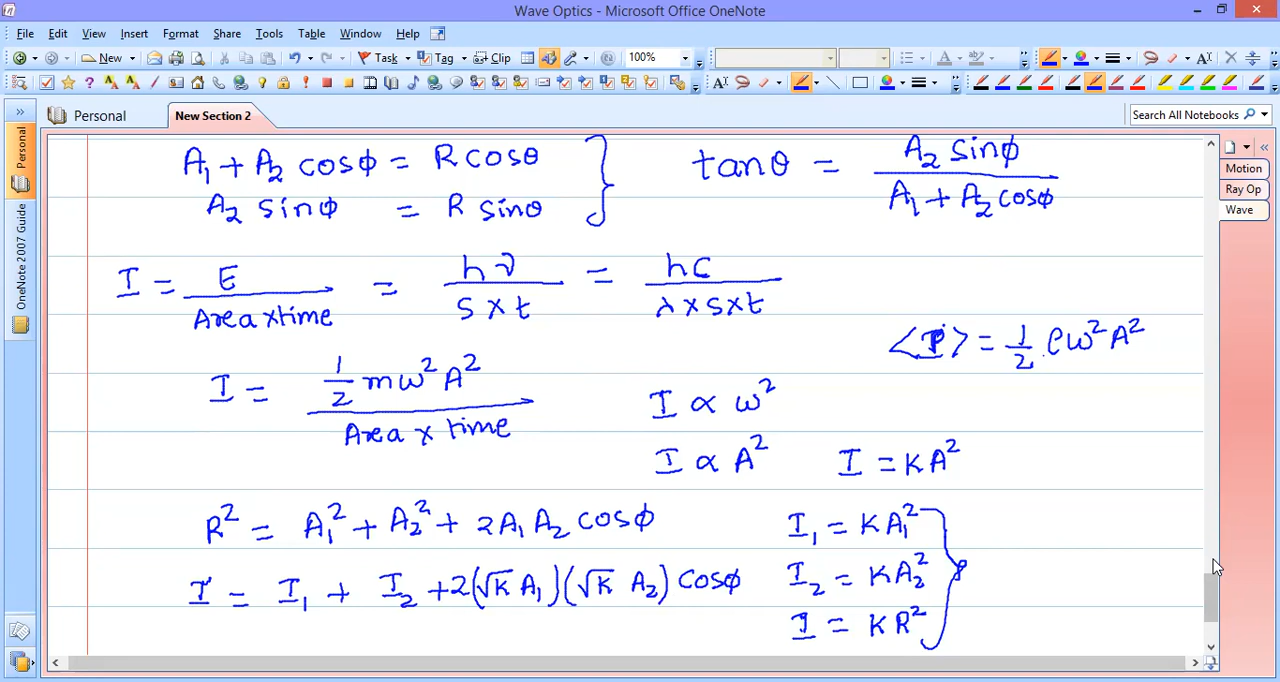 Wave Optics - Microsoft Office OneNote
File Edit View Insert Format Share Tools Table Window Help
New Task Tag Clip 100%
Personal New Section 2 Search All Notebooks
Personal
OneNote 2007 Guide
Motion
Ray Op
Wave
A₁ + A₂ cosφ = R cosθ
A₂ sinφ = R sinθ
tanθ = A₂ sinφ / (A₁ + A₂ cosφ)
I = E / (Area × time) = hν / (S × t) = hc / (λ × S × t)
<I> = 1/2 ρω²A²
I = 1/2 mω²A² / (Area × time)
I ∝ ω²
I ∝ A² I = KA²
R² = A₁² + A₂² + 2A₁A₂ cosφ
I = I₁ + I₂ + 2(√K A₁)(√K A₂) cosφ
I₁ = KA₁²
I₂ = KA₂²
I = KR²